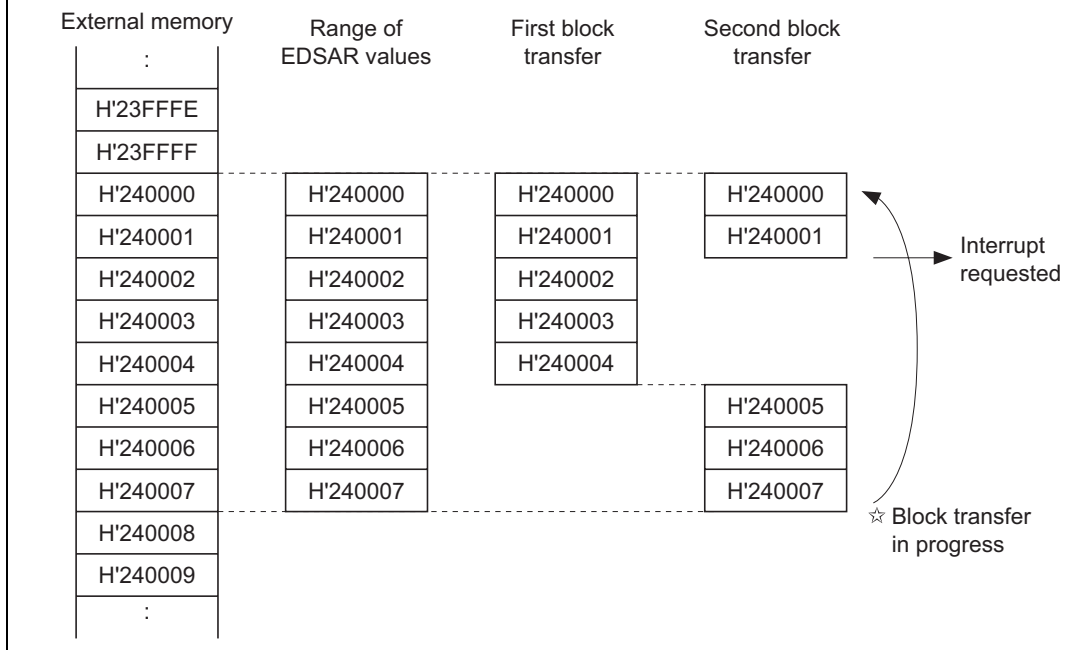 External memory
Range of
EDSAR values
First block
transfer
Second block
transfer
:
H'23FFFE
H'23FFFF
H'240000 H'240000 H'240000 H'240000
H'240001 H'240001 H'240001 H'240001
Interrupt
requested
H'240002 H'240002 H'240002
H'240003 H'240003 H'240003
H'240004 H'240004 H'240004
H'240005 H'240005 H'240005
H'240006 H'240006 H'240006
H'240007 H'240007 H'240007
☆ Block transfer
in progress
H'240008
H'240009
: